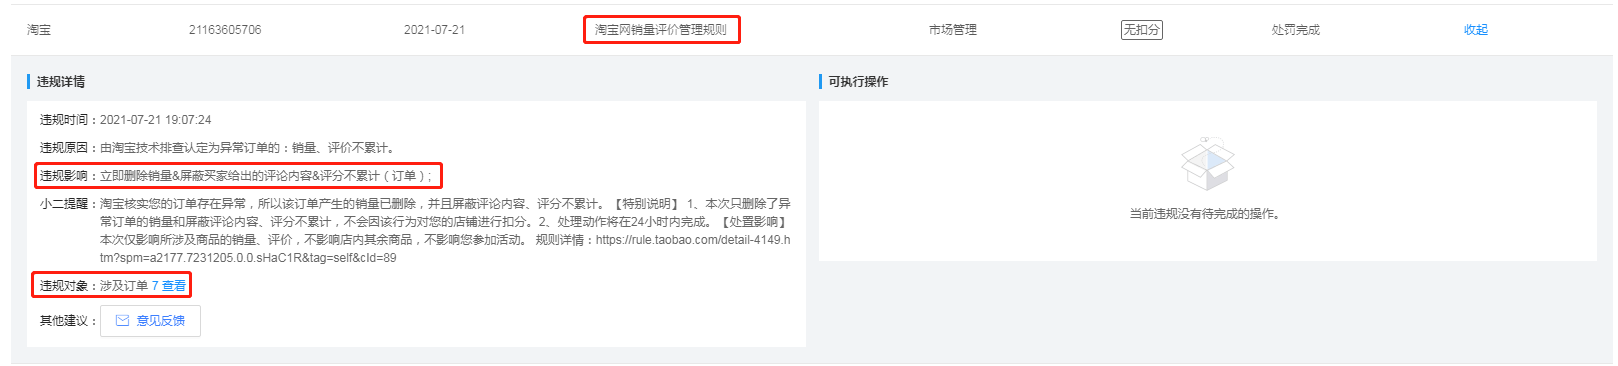 淘宝 21163605706 2021-07-21 淘宝网销量评价管理规则 市场管理 无扣分 处罚完成 收起
违规详情
违规时间：2021-07-21 19:07:24
违规原因：由淘宝技术排查认定为异常订单的：销量、评价不累计。
违规影响：立即删除销量&屏蔽买家给出的评论内容&评分不累计（订单）;
小二提醒：淘宝核实您的订单存在异常，所以该订单产生的销量已删除，并且屏蔽评论内容、评分不累计。【特别说明】 1、本次只删除了异
常订单的销量和屏蔽评论内容、评分不累计，不会因该行为对您的店铺进行扣分。2、处理动作将在24小时内完成。【处置影响】
本次仅影响所涉及商品的销量、评价，不影响店内其余商品，不影响您参加活动。 规则详情：https://rule.taobao.com/detail-4149.h
tm?spm=a2177.7231205.0.0.sHaC1R&tag=self&cId=89
违规对象：涉及订单 7 查看
其他建议： 意见反馈
可执行操作
当前违规没有待完成的操作。